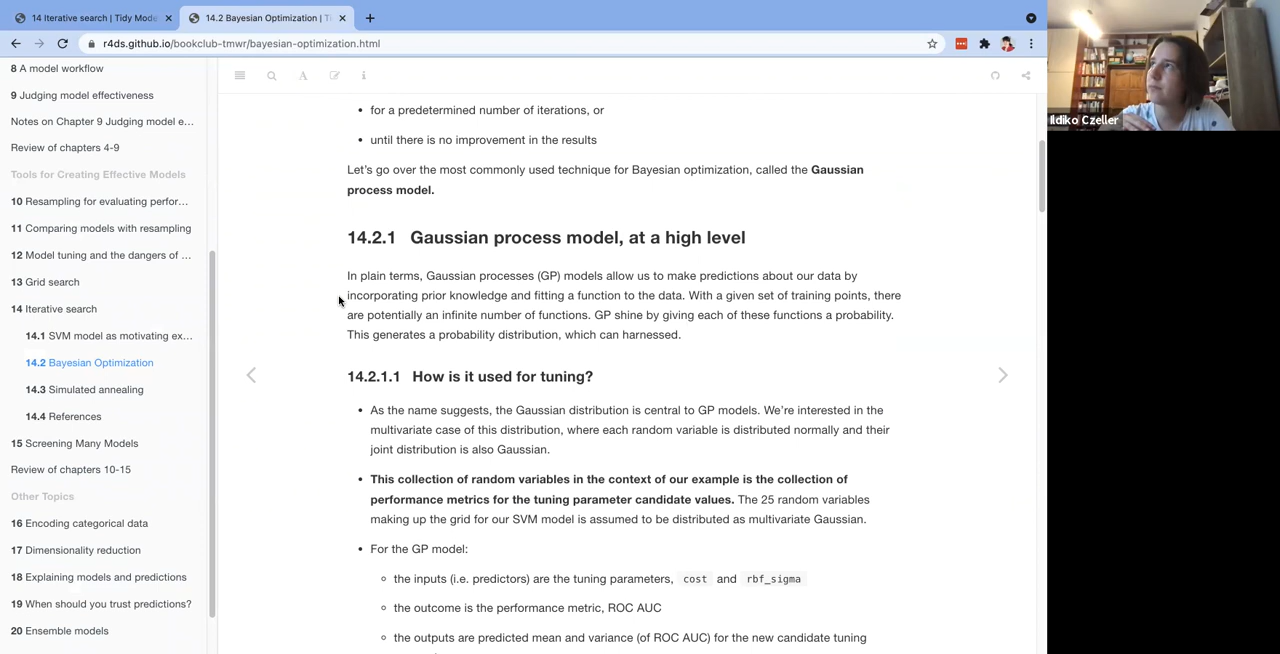 14 Iterative search | Tidy Mode
14.2 Bayesian Optimization | Ti
r4ds.github.io/bookclub-tmwr/bayesian-optimization.html
8 A model workflow
9 Judging model effectiveness
Notes on Chapter 9 Judging model e…
Review of chapters 4-9
Tools for Creating Effective Models
10 Resampling for evaluating perfor…
11 Comparing models with resampling
12 Model tuning and the dangers of …
13 Grid search
14 Iterative search
14.1 SVM model as motivating ex…
14.2 Bayesian Optimization
14.3 Simulated annealing
14.4 References
15 Screening Many Models
Review of chapters 10-15
Other Topics
16 Encoding categorical data
17 Dimensionality reduction
18 Explaining models and predictions
19 When should you trust predictions?
20 Ensemble models
• for a predetermined number of iterations, or
• until there is no improvement in the results
Let's go over the most commonly used technique for Bayesian optimization, called the Gaussian
process model.
14.2.1 Gaussian process model, at a high level
In plain terms, Gaussian processes (GP) models allow us to make predictions about our data by
incorporating prior knowledge and fitting a function to the data. With a given set of training points, there
are potentially an infinite number of functions. GP shine by giving each of these functions a probability.
This generates a probability distribution, which can harnessed.
14.2.1.1 How is it used for tuning?
• As the name suggests, the Gaussian distribution is central to GP models. We're interested in the
multivariate case of this distribution, where each random variable is distributed normally and their
joint distribution is also Gaussian.
• This collection of random variables in the context of our example is the collection of
performance metrics for the tuning parameter candidate values. The 25 random variables
making up the grid for our SVM model is assumed to be distributed as multivariate Gaussian.
• For the GP model:
◦ the inputs (i.e. predictors) are the tuning parameters, cost and rbf_sigma
◦ the outcome is the performance metric, ROC AUC
◦ the outputs are predicted mean and variance (of ROC AUC) for the new candidate tuning
Ildiko Czeller